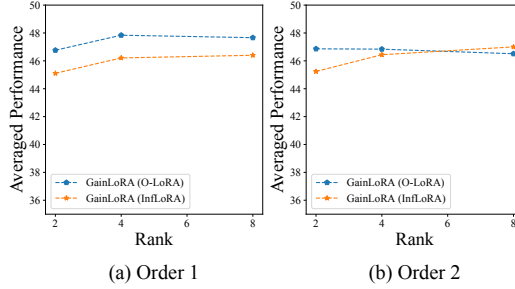 50
48
46
44
42
40
38
36
Averaged Performance
GainLoRA (O-LoRA)
GainLoRA (InfLoRA)
2
4
6
8
Rank
(a) Order 1
50
48
46
44
42
40
38
36
Averaged Performance
GainLoRA (O-LoRA)
GainLoRA (InfLoRA)
2
4
6
8
Rank
(b) Order 2